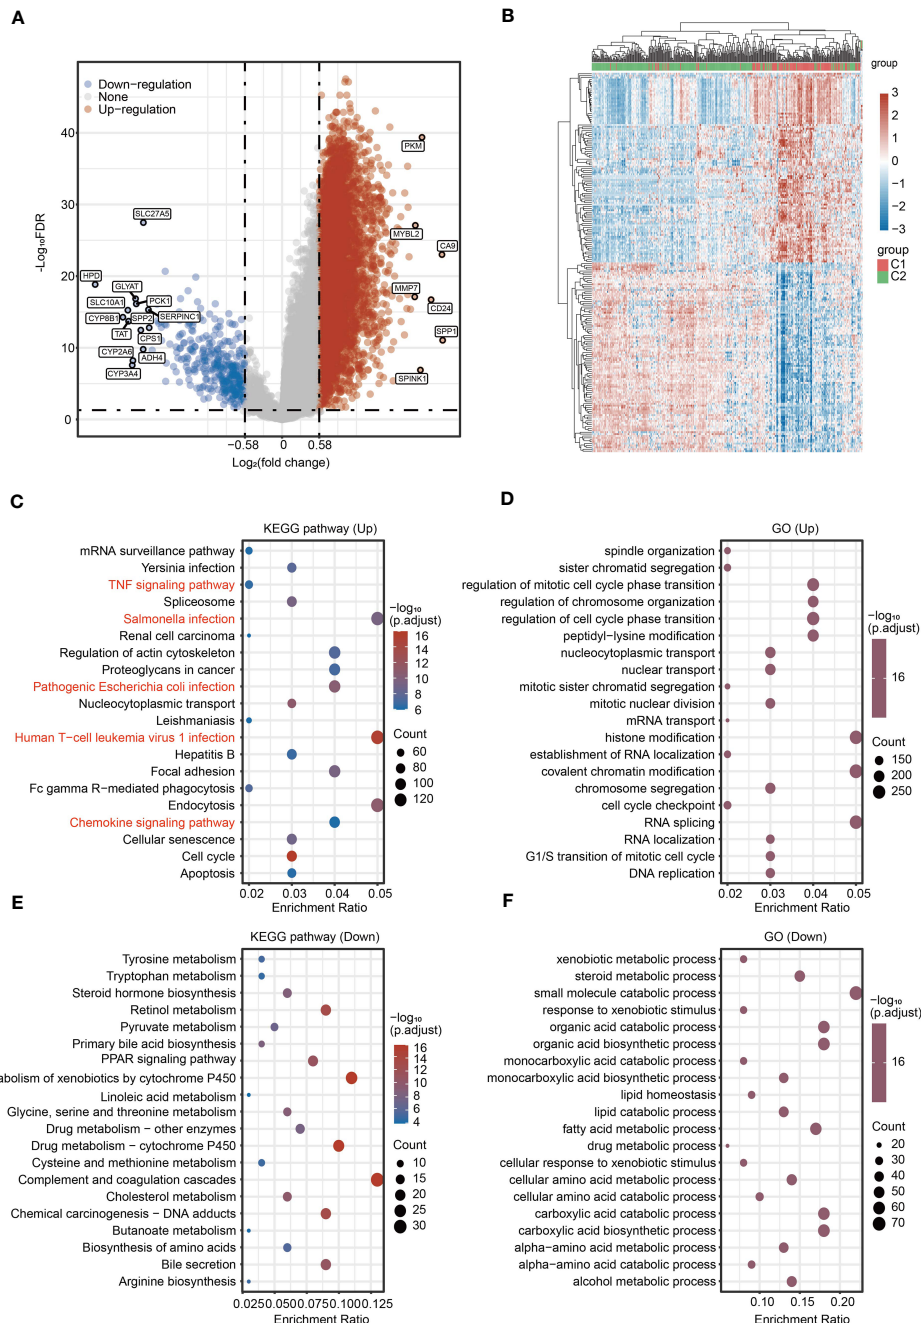 A
Down−regulation
None
Up−regulation
PKM
MYBL2
CA9
MMP7
CD24
SPP1
SPINK1
SLC27A5
HPD
GLYAT
SLC10A1
PCK1
CYP8B1
SPP2
SERPINC1
TAT
CPS1
CYP2A6
ADH4
CYP3A4
-Log₁₀FDR
40
30
20
10
0
−0.58
0
0.58
Log₂(fold change)
B
group
3
2
1
0
−1
−2
−3
group
C1
C2
C
KEGG pathway (Up)
mRNA surveillance pathway
Yersinia infection
TNF signaling pathway
Spliceosome
Salmonella infection
Renal cell carcinoma
Regulation of actin cytoskeleton
Proteoglycans in cancer
Pathogenic Escherichia coli infection
Nucleocytoplasmic transport
Leishmaniasis
Human T−cell leukemia virus 1 infection
Hepatitis B
Focal adhesion
Fc gamma R−mediated phagocytosis
Endocytosis
Chemokine signaling pathway
Cellular senescence
Cell cycle
Apoptosis
0.02 0.03 0.04 0.05
Enrichment Ratio
−log₁₀
(p.adjust)
16
14
12
10
8
6
Count
60
80
100
120
D
GO (Up)
spindle organization
sister chromatid segregation
regulation of mitotic cell cycle phase transition
regulation of chromosome organization
regulation of cell cycle phase transition
peptidyl−lysine modification
nucleocytoplasmic transport
nuclear transport
mitotic sister chromatid segregation
mitotic nuclear division
mRNA transport
histone modification
establishment of RNA localization
covalent chromatin modification
chromosome segregation
cell cycle checkpoint
RNA splicing
RNA localization
G1/S transition of mitotic cell cycle
DNA replication
0.02 0.03 0.04 0.05
Enrichment Ratio
−log₁₀
(p.adjust)
16
Count
150
200
250
E
KEGG pathway (Down)
Tyrosine metabolism
Tryptophan metabolism
Steroid hormone biosynthesis
Retinol metabolism
Pyruvate metabolism
Primary bile acid biosynthesis
PPAR signaling pathway
abolism of xenobiotics by cytochrome P450
Linoleic acid metabolism
Glycine, serine and threonine metabolism
Drug metabolism − other enzymes
Drug metabolism − cytochrome P450
Cysteine and methionine metabolism
Complement and coagulation cascades
Cholesterol metabolism
Chemical carcinogenesis − DNA adducts
Butanoate metabolism
Biosynthesis of amino acids
Bile secretion
Arginine biosynthesis
0.025 0.050 0.075 0.100 0.125
Enrichment Ratio
−log₁₀
(p.adjust)
16
14
12
10
8
6
4
Count
10
15
20
25
30
F
GO (Down)
xenobiotic metabolic process
steroid metabolic process
small molecule catabolic process
response to xenobiotic stimulus
organic acid catabolic process
organic acid biosynthetic process
monocarboxylic acid catabolic process
monocarboxylic acid biosynthetic process
lipid homeostasis
lipid catabolic process
fatty acid metabolic process
drug metabolic process
cellular response to xenobiotic stimulus
cellular amino acid metabolic process
cellular amino acid catabolic process
carboxylic acid catabolic process
carboxylic acid biosynthetic process
alpha−amino acid metabolic process
alpha−amino acid catabolic process
alcohol metabolic process
0.10 0.15 0.20
Enrichment Ratio
−log₁₀
(p.adjust)
16
Count
20
30
40
50
60
70